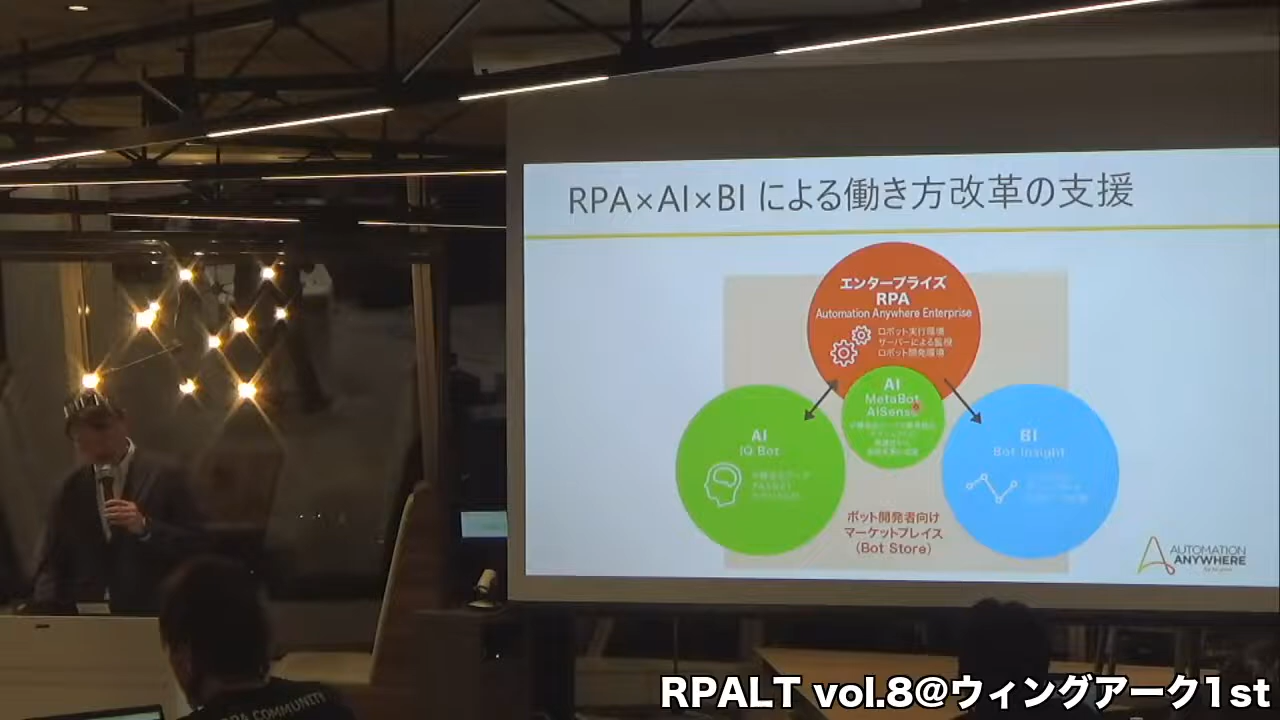 RPA×AI×BI による働き方改革の支援
エンタープライズ
RPA
Automation Anywhere Enterprise
ロボット実行環境
サーバーによる監視
ロボット開発環境
AI
MetaBot
AISense
AI
IQ Bot
BI
Bot Insight
ボット開発者向け
マーケットプレイス
(Bot Store)
AUTOMATION
ANYWHERE
COMMUNITY
RPALT vol.8@ウィングアーク1st